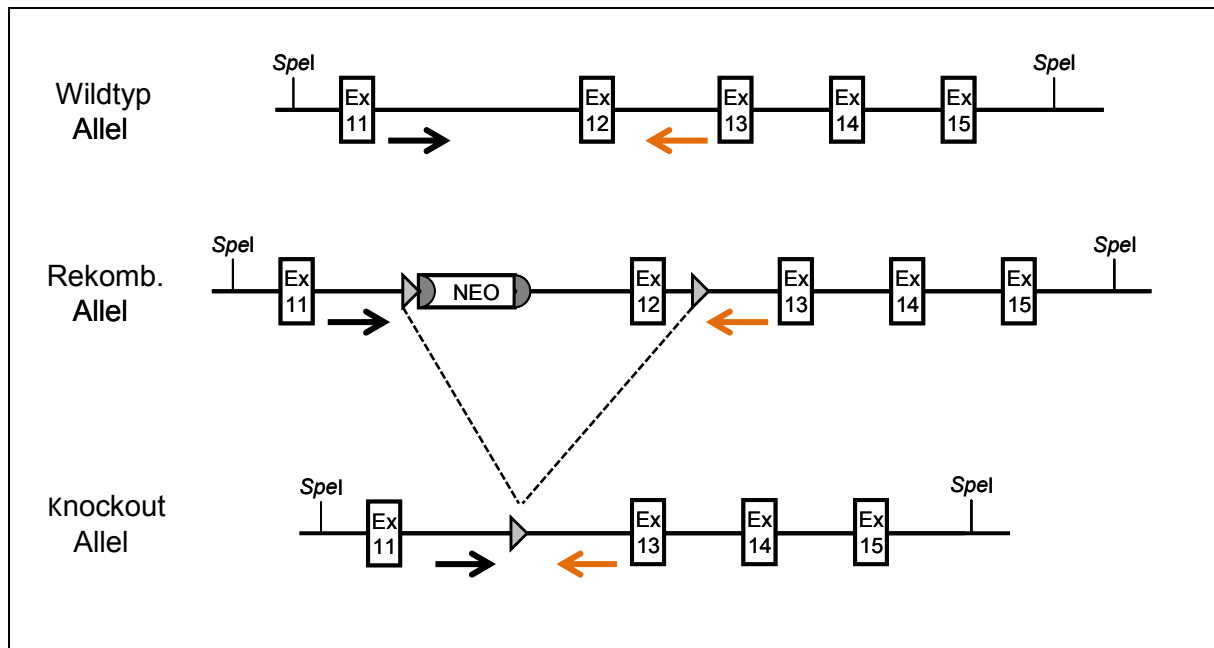 SpeI
SpeI
Wildtyp
Allel
Ex
11
Ex
12
Ex
13
Ex
14
Ex
15
SpeI
SpeI
Rekomb.
Allel
Ex
11
NEO
Ex
12
Ex
13
Ex
14
Ex
15
SpeI
SpeI
Knockout
Allel
Ex
11
Ex
13
Ex
14
Ex
15